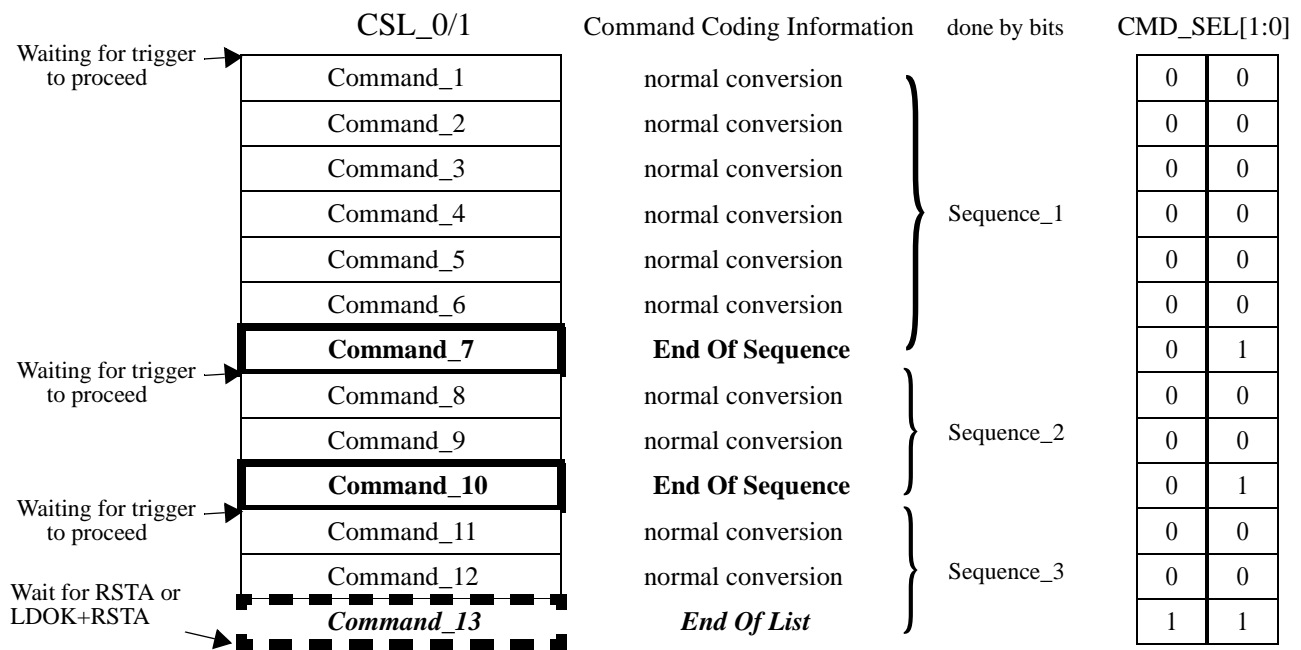 CSL_0/1 Command Coding Information done by bits CMD_SEL[1:0]
Waiting for trigger
to proceed
Command_1 normal conversion 0 0
Command_2 normal conversion 0 0
Command_3 normal conversion 0 0
Command_4 normal conversion Sequence_1 0 0
Command_5 normal conversion 0 0
Command_6 normal conversion 0 0
Command_7 End Of Sequence 0 1
Waiting for trigger
to proceed
Command_8 normal conversion 0 0
Command_9 normal conversion Sequence_2 0 0
Command_10 End Of Sequence 0 1
Waiting for trigger
to proceed
Command_11 normal conversion 0 0
Command_12 normal conversion Sequence_3 0 0
Wait for RSTA or
LDOK+RSTA
Command_13 End Of List 1 1